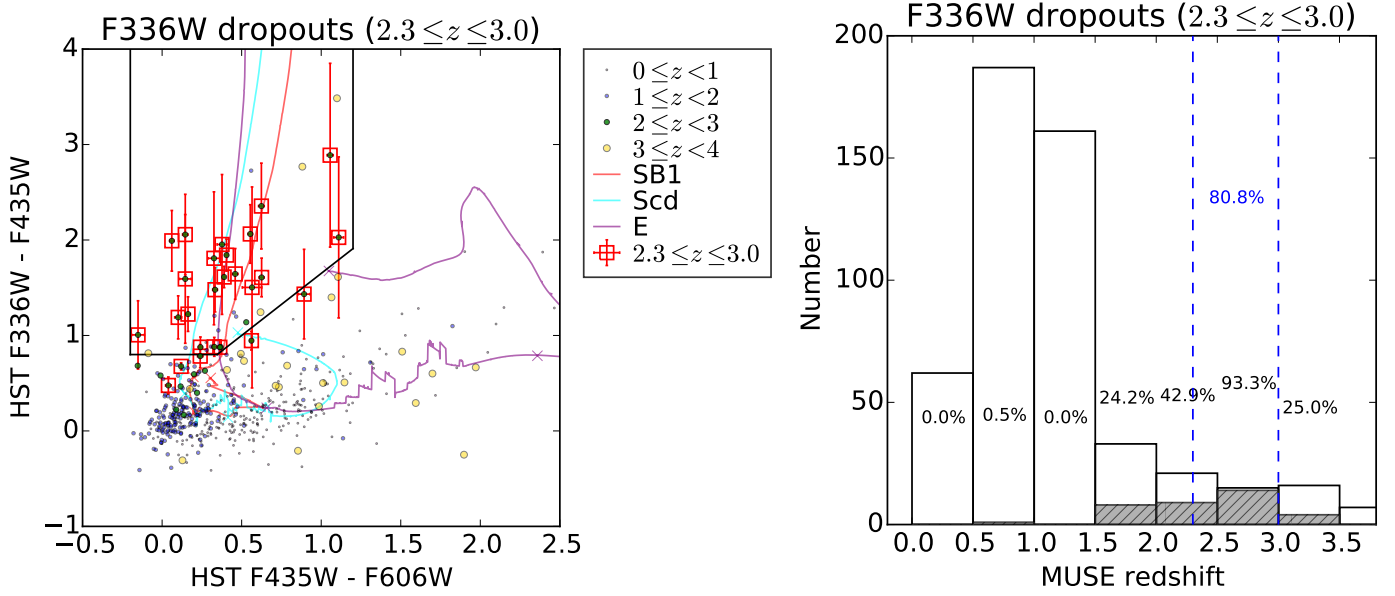 F336W dropouts (2.3 ≤z ≤3.0)
4
3
2
1
0
−1
HST F336W - F435W
−0.5 0.0 0.5 1.0 1.5 2.0 2.5
HST F435W - F606W
0 ≤z <1
1 ≤z <2
2 ≤z <3
3 ≤z <4
SB1
Scd
E
2.3 ≤z ≤3.0
F336W dropouts (2.3 ≤z ≤3.0)
200
150
100
50
0
Number
80.8%
0.0% 0.5% 0.0% 24.2% 42.9% 93.3% 25.0%
0.0 0.5 1.0 1.5 2.0 2.5 3.0 3.5
MUSE redshift